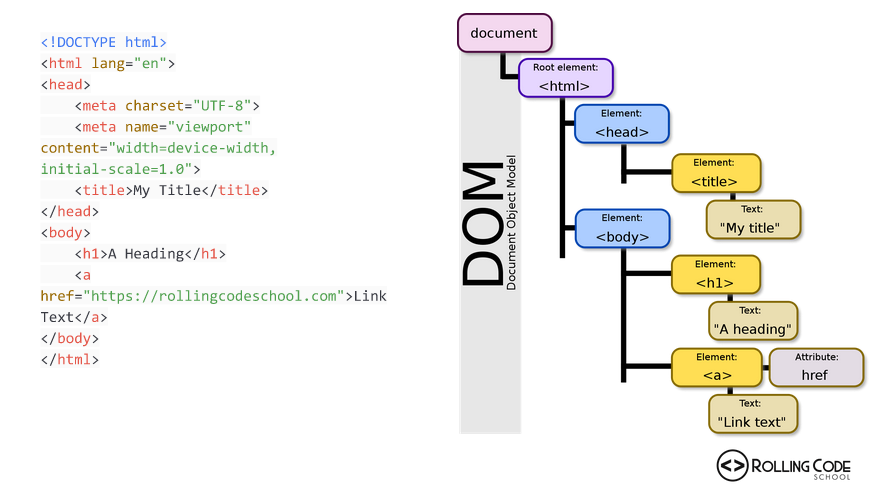 <!DOCTYPE html>
<html lang="en">
<head>
<meta charset="UTF-8">
<meta name="viewport"
content="width=device-width,
initial-scale=1.0">
<title>My Title</title>
</head>
<body>
<h1>A Heading</h1>
<a
href="https://rollingcodeschool.com">Link
Text</a>
</body>
</html>
DOM
Document Object Model
document
Root element:
<html>
Element:
<head>
Element:
<title>
Text:
"My title"
Element:
<body>
Element:
<h1>
Text:
"A heading"
Element:
<a>
Attribute:
href
Text:
"Link text"
<> ROLLING CODE
SCHOOL